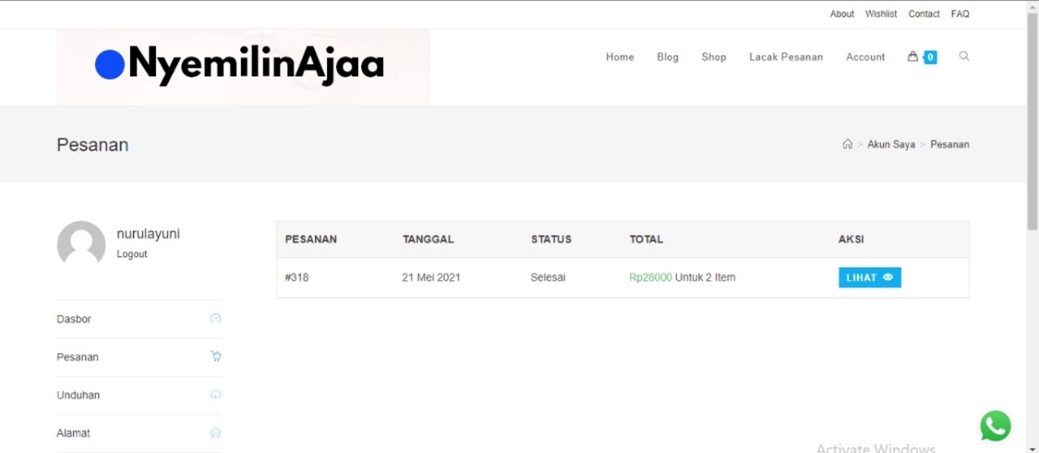 About Wishlist Contact FAQ
NyemilinAjaa
Home Blog Shop Lacak Pesanan Account 0
Pesanan
> Akun Saya > Pesanan
nurulayuni
Logout
PESANAN TANGGAL STATUS TOTAL AKSI
#318 21 Mei 2021 Selesai Rp28000 Untuk 2 Item LIHAT
Dasbor
Pesanan
Unduhan
Alamat
Activate Windows